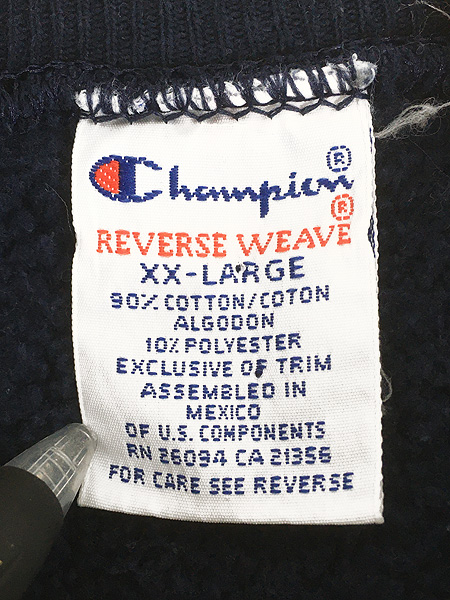 Champion®
®
REVERSE WEAVE
XX-LARGE
90% COTTON/COTON
ALGODON
10% POLYESTER
EXCLUSIVE OF TRIM
ASSEMBLED IN
MEXICO
OF U.S. COMPONENTS
RN 26094 CA 21356
FOR CARE SEE REVERSE